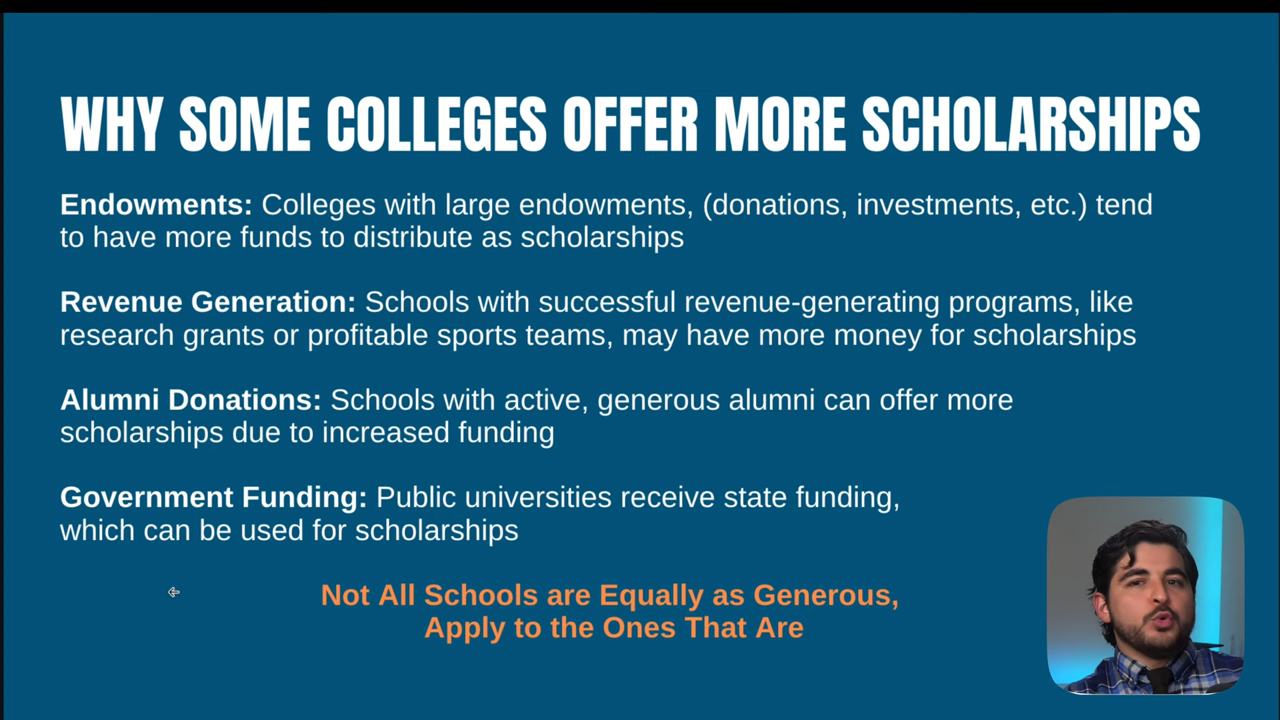 WHY SOME COLLEGES OFFER MORE SCHOLARSHIPS
Endowments: Colleges with large endowments, (donations, investments, etc.) tend
to have more funds to distribute as scholarships
Revenue Generation: Schools with successful revenue-generating programs, like
research grants or profitable sports teams, may have more money for scholarships
Alumni Donations: Schools with active, generous alumni can offer more
scholarships due to increased funding
Government Funding: Public universities receive state funding,
which can be used for scholarships
Not All Schools are Equally as Generous,
Apply to the Ones That Are